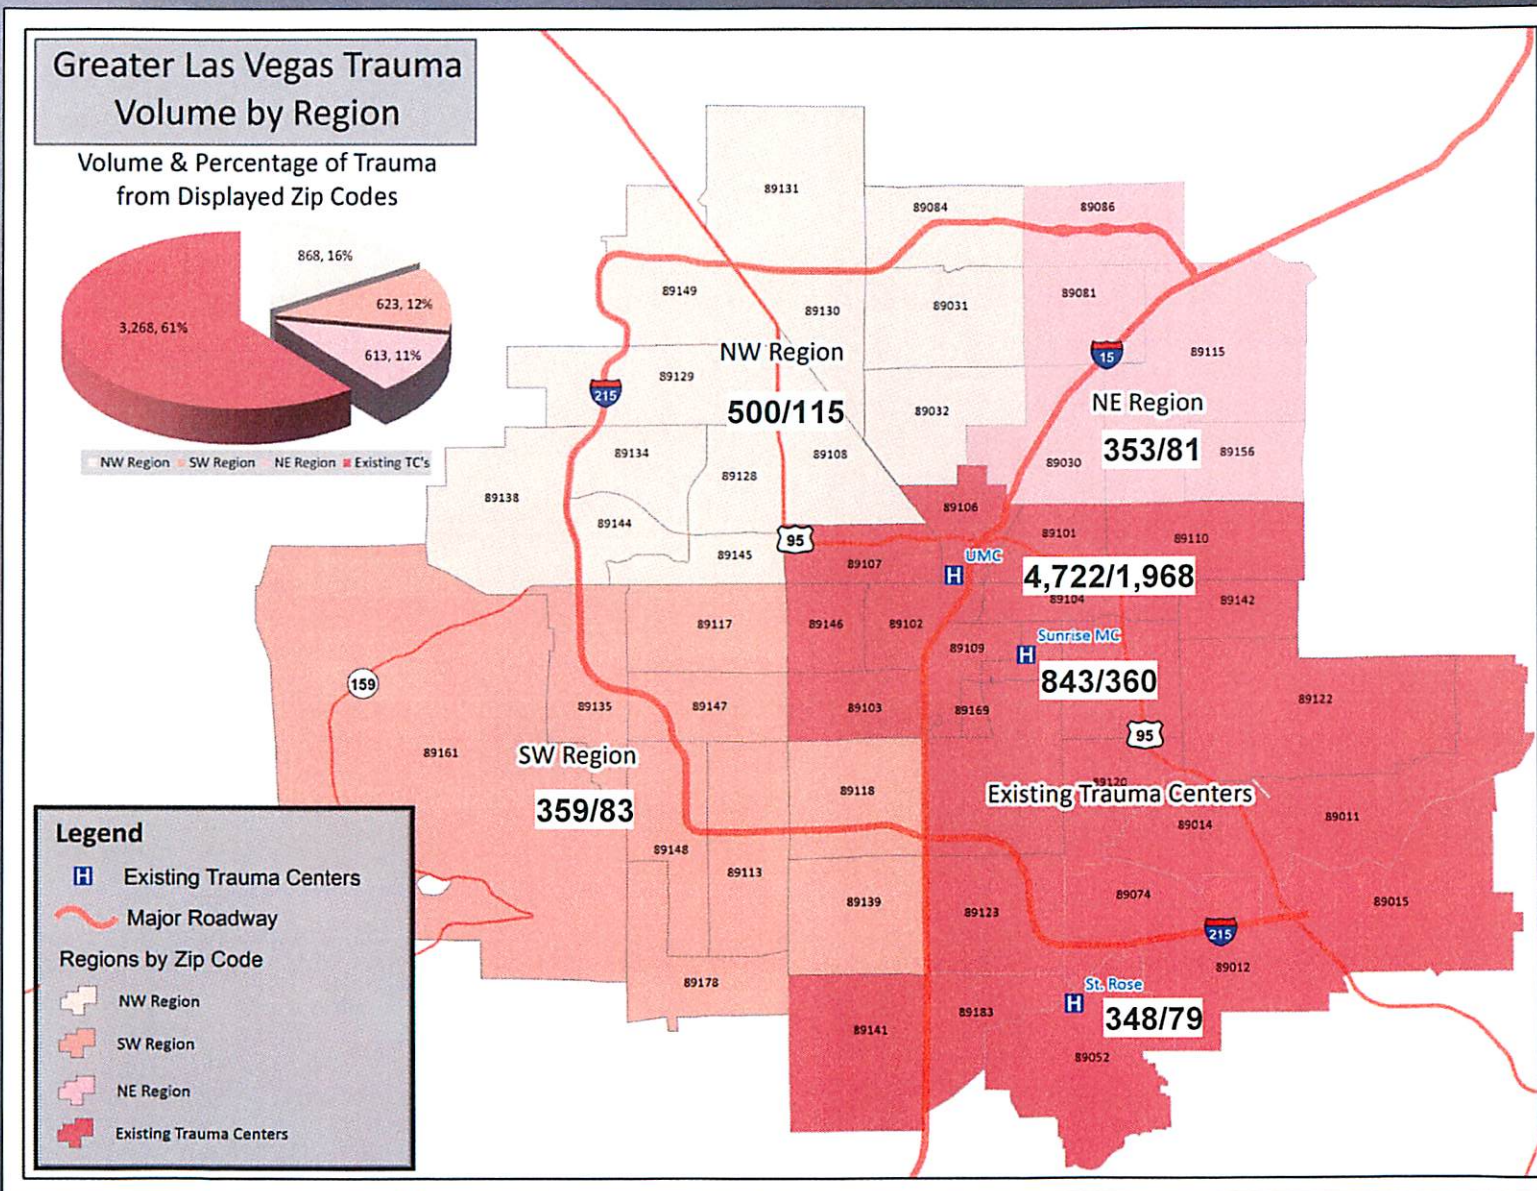 Greater Las Vegas Trauma
Volume by Region
Volume & Percentage of Trauma
from Displayed Zip Codes
868, 16%
623, 12%
3,268, 61%
613, 11%
NW Region SW Region NE Region Existing TC's
89131
89084
89086
89149
89130
89031
89081
NW Region
15
89115
215
89129
500/115
89032
NE Region
353/81
89134
89108
89030
89156
89138
89128
89106
89144
95
89101
89110
89145
89107
UMC
H
4,722/1,968
89104
89142
89117
89146
89102
Sunrise MC
89109
H
159
843/360
89135
89147
89103
89169
89122
95
89161
SW Region
359/83
89118
89120
Existing Trauma Centers
89014
89011
89148
89113
89139
89123
89074
89015
215
89012
89178
St. Rose
H
89183
348/79
89141
89052
Legend
H Existing Trauma Centers
Major Roadway
Regions by Zip Code
NW Region
SW Region
NE Region
Existing Trauma Centers